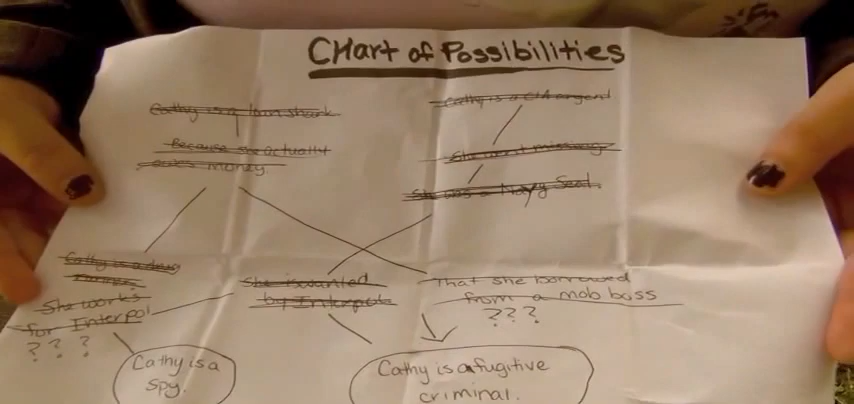 CHart of Possibilities
Cathy is a loan shark
Because she actually
owes money
Cathy is a CIA
She went missing
She was a Navy Seal
Cathy is a drug
She works
for Interpol
? ? ?
She is wanted
by Interpol
That she borrowed
from a mob boss
???
Cathy is a
spy.
Cathy is a fugitive
criminal.